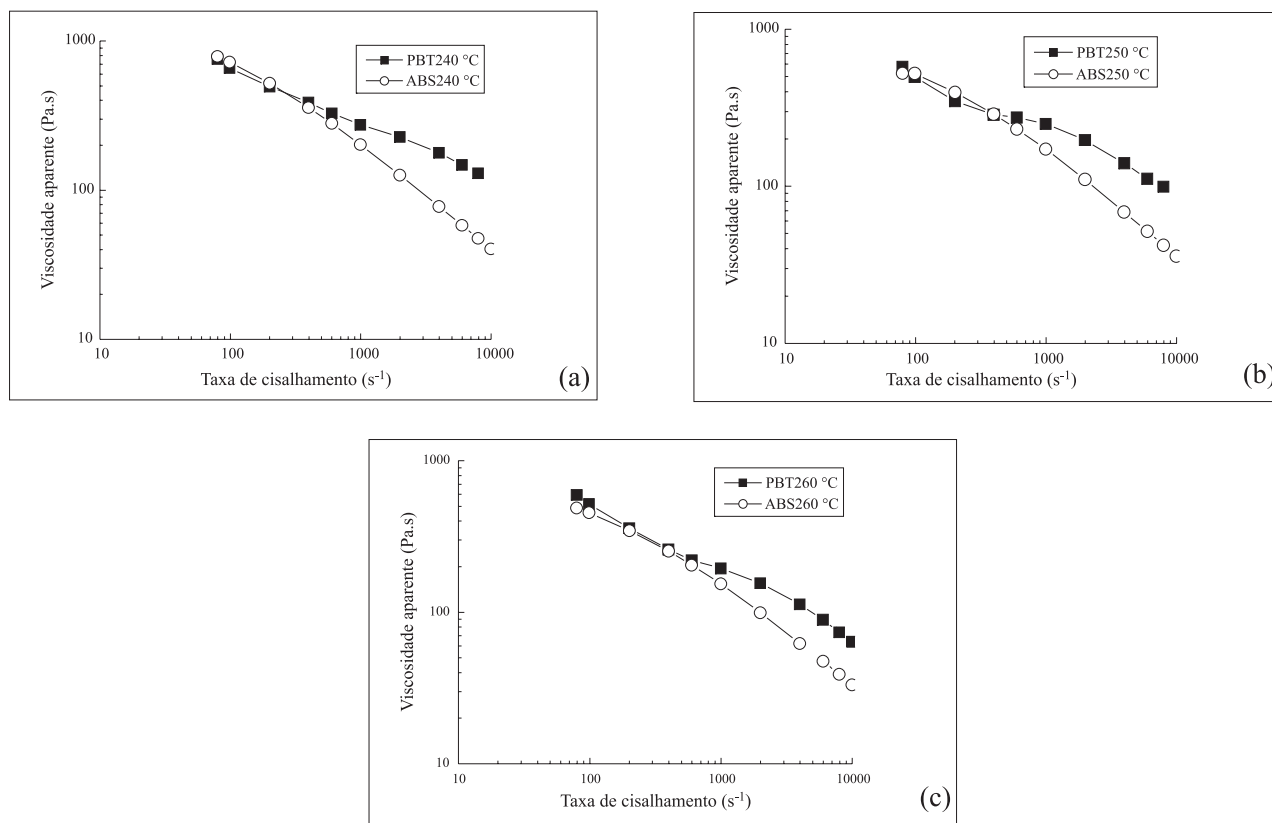 1000
100
10
Viscosidade aparente (Pa.s)
PBT240 °C
ABS240 °C
10 100 1000 10000
Taxa de cisalhamento (s⁻¹)
(a)
1000
100
10
Viscosidade aparente (Pa.s)
PBT250 °C
ABS250 °C
10 100 1000 10000
Taxa de cisalhamento (s⁻¹)
(b)
1000
100
10
Viscosidade aparente (Pa.s)
PBT260 °C
ABS260 °C
10 100 1000 10000
Taxa de cisalhamento (s⁻¹)
(c)